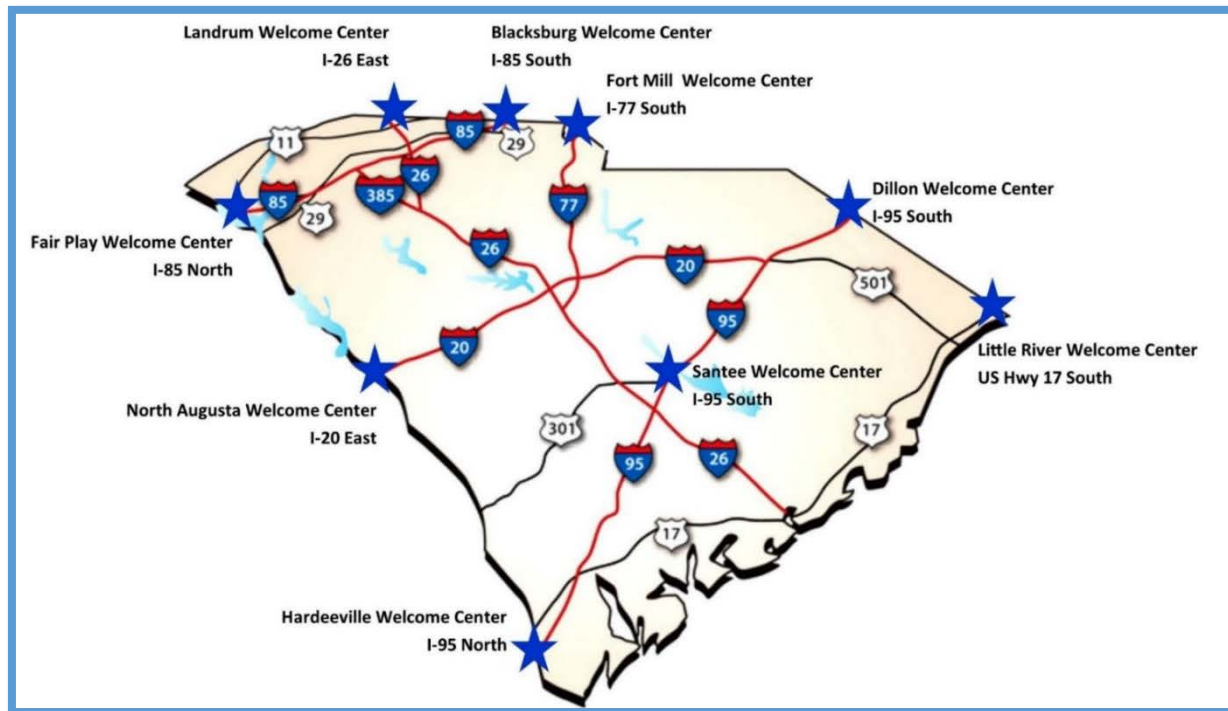 Landrum Welcome Center
I-26 East
Blacksburg Welcome Center
I-85 South
Fort Mill Welcome Center
I-77 South
85
11
29
26
385
85
29
77
Dillon Welcome Center
I-95 South
Fair Play Welcome Center
I-85 North
26
20
501
95
20
Little River Welcome Center
US Hwy 17 South
Santee Welcome Center
I-95 South
North Augusta Welcome Center
I-20 East
301
17
95
26
17
Hardeeville Welcome Center
I-95 North